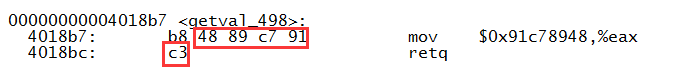 00000000004018b7 <getval_498>:
4018b7: b8 48 89 c7 91 mov $0x91c78948,%eax
4018bc: c3 retq